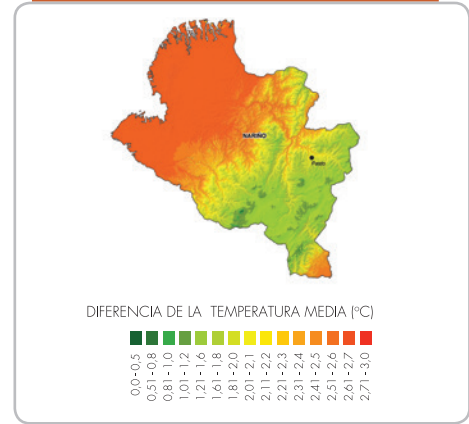 NARIÑO
Pasto
DIFERENCIA DE LA TEMPERATURA MEDIA (ºC)
0,0 - 0,5
0,51 - 0,8
0,81 - 1,0
1,01 - 1,2
1,21 - 1,6
1,61 - 1,8
1,81 - 2,0
2,01 - 2,1
2,11 - 2,2
2,21 - 2,3
2,31 - 2,4
2,41 - 2,5
2,51 - 2,6
2,61 - 2,7
2,71 - 3,0